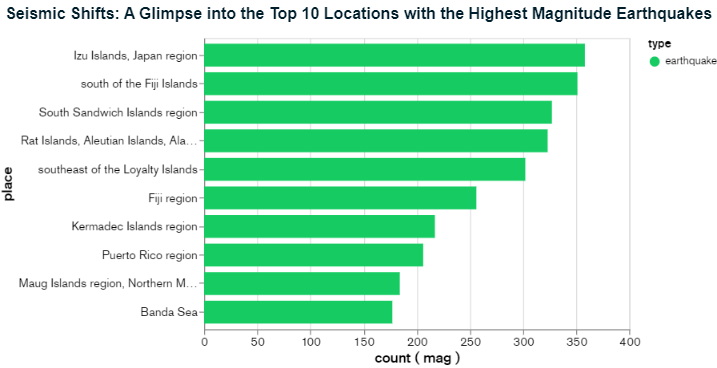 Seismic Shifts: A Glimpse into the Top 10 Locations with the Highest Magnitude Earthquakes
type
earthquake
place
Izu Islands, Japan region
south of the Fiji Islands
South Sandwich Islands region
Rat Islands, Aleutian Islands, Ala...
southeast of the Loyalty Islands
Fiji region
Kermadec Islands region
Puerto Rico region
Maug Islands region, Northern M...
Banda Sea
0 50 100 150 200 250 300 350 400
count ( mag )